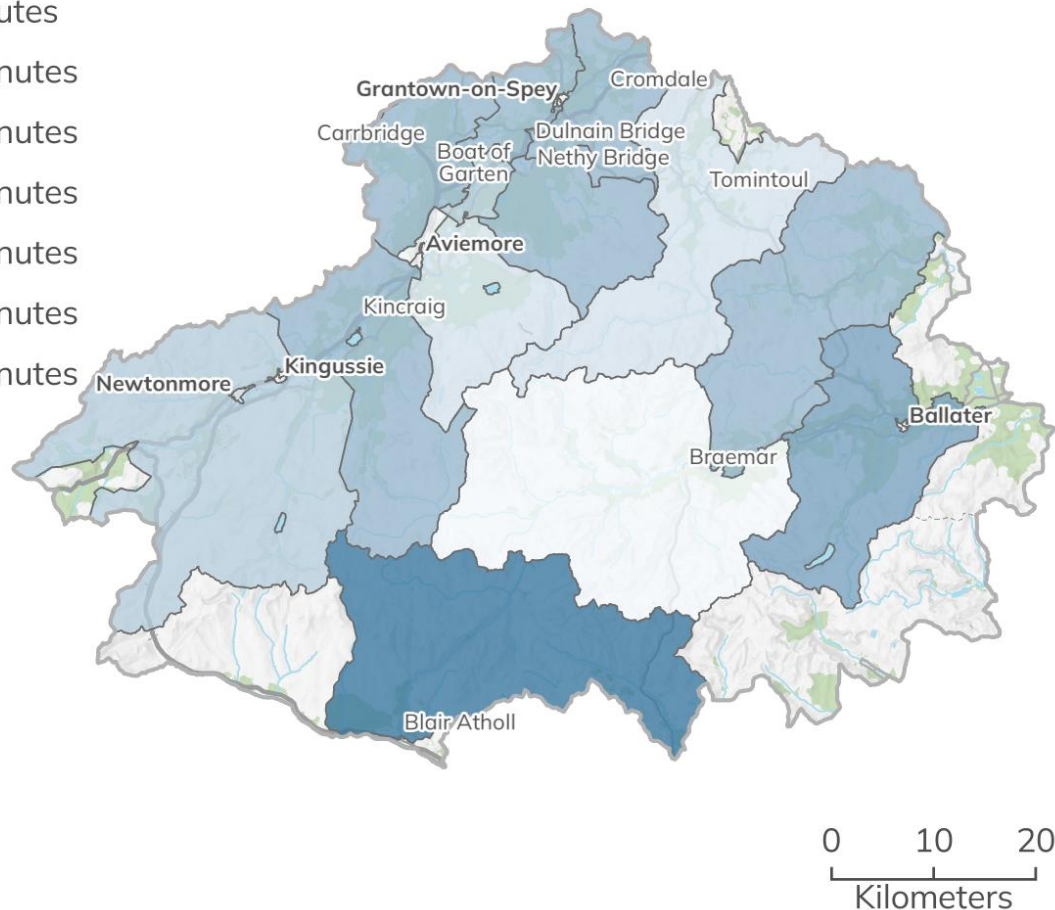 utes
nutes
nutes
nutes
nutes
nutes
nutes
Cromdale
Grantown-on-Spey
Carrbridge
Dulnain Bridge
Boat of
Garten
Nethy Bridge
Tomintoul
Aviemore
Kincraig
Kingussie
Newtonmore
Ballater
Braemar
Blair Atholl
0 10 20
Kilometers